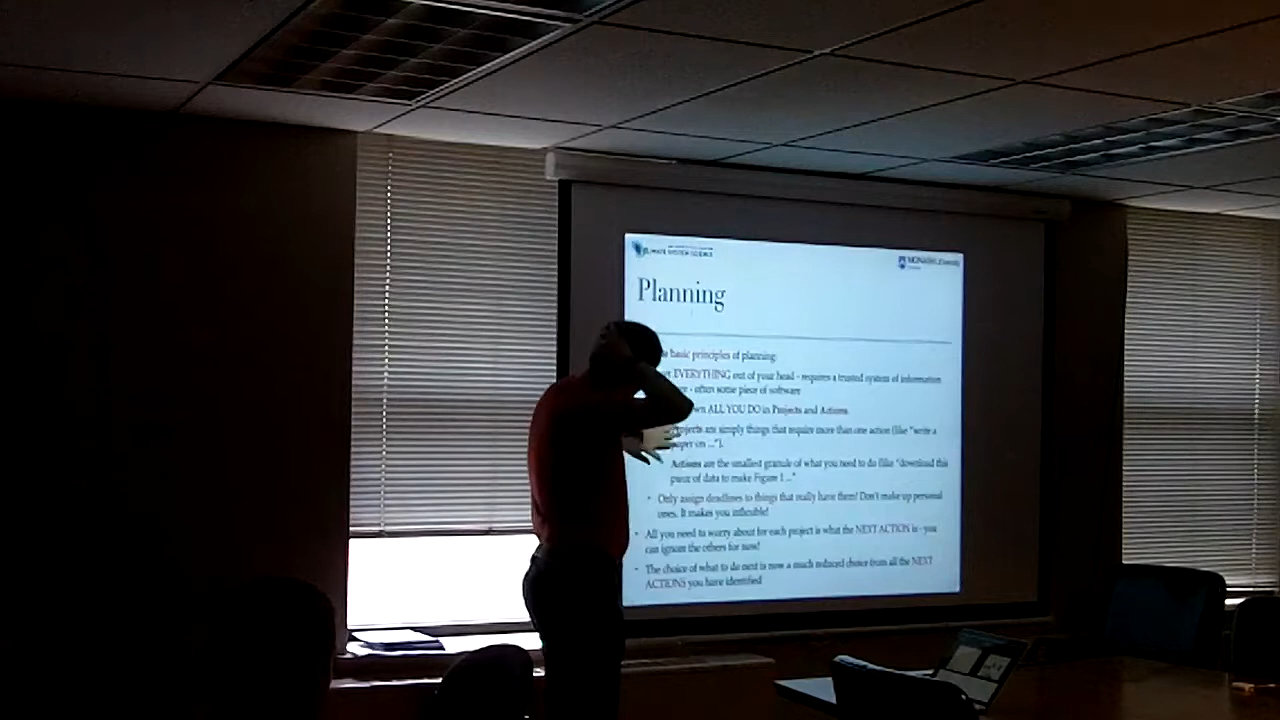 CLIMATE SYSTEM SCIENCE
MONASH University
Planning
basic principles of planning:
EVERYTHING out of your head - requires a trusted system of information
- often some piece of software
ALL YOU DO in Projects and Actions.
Projects are simply things that require more than one action (like "write a
paper on ...").
Actions are the smallest granule of what you need to do (like "download this
piece of data to make Figure 1 ..."
• Only assign deadlines to things that really have them! Don't make up personal
ones. It makes you inflexible!
• All you need to worry about for each project is what the NEXT ACTION is - you
can ignore the others for now!
• The choice of what to do next is now a much reduced choice from all the NEXT
ACTIONS you have identified